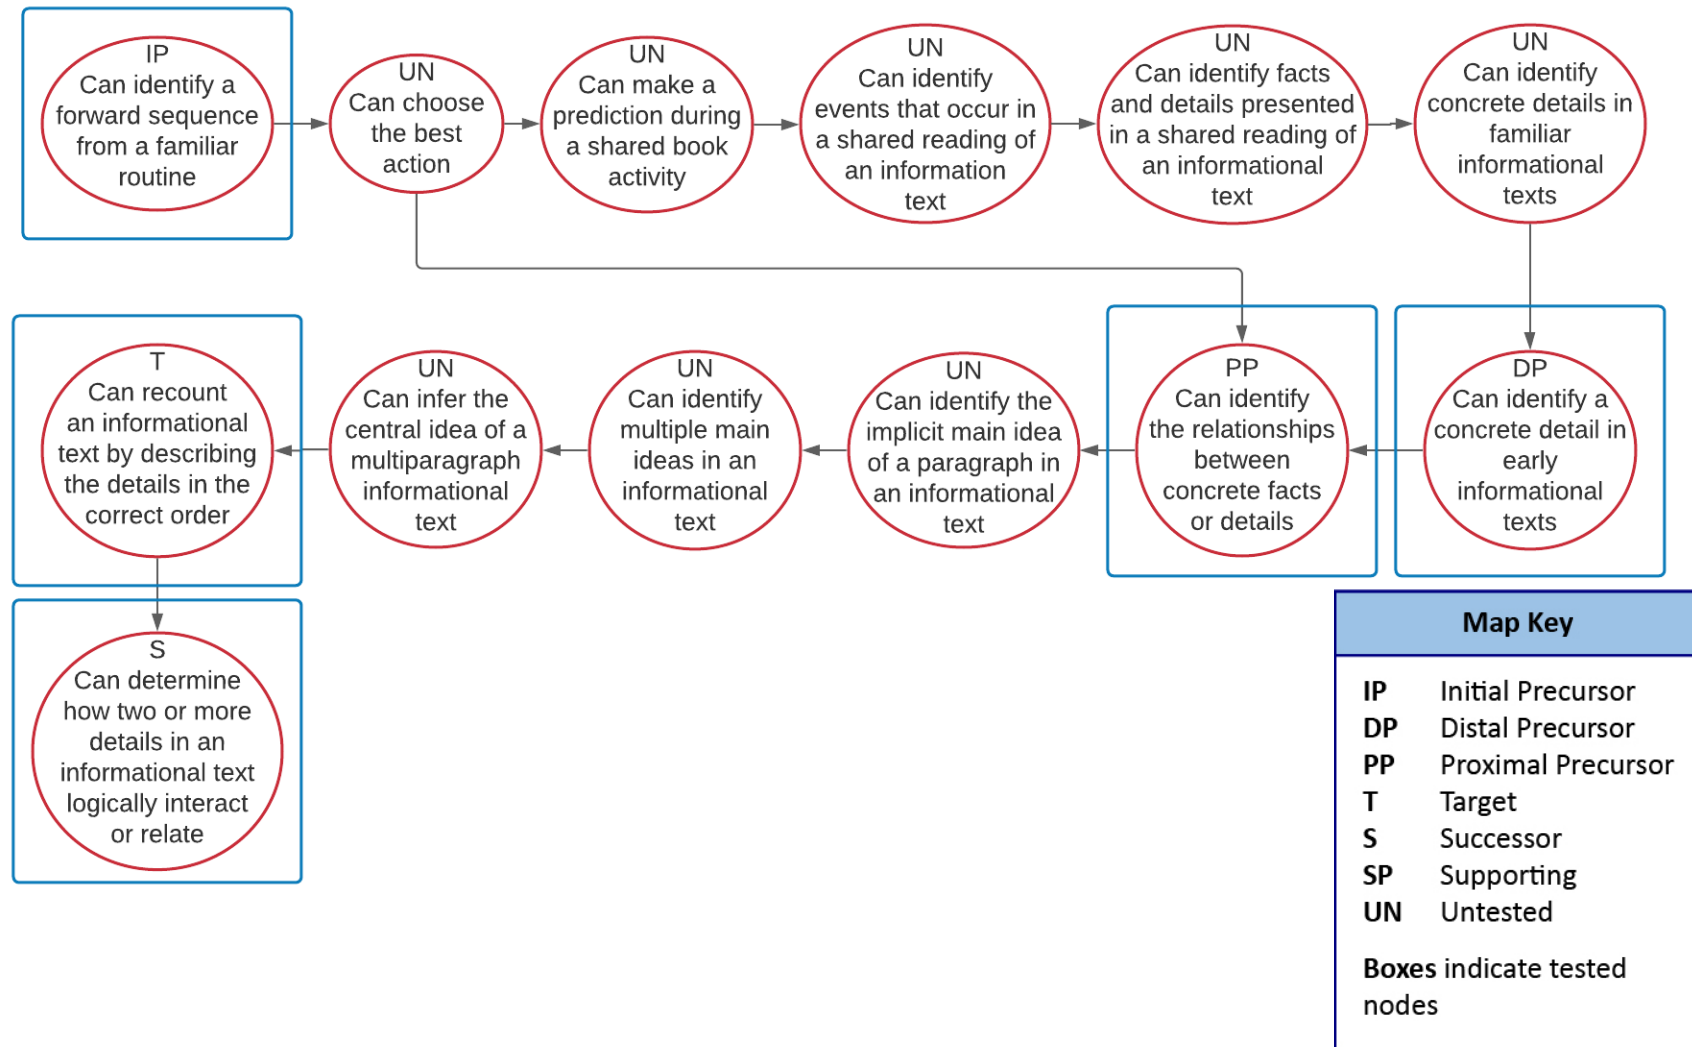 IP
Can identify a
forward sequence
from a familiar
routine
UN
Can choose
the best
action
UN
Can make a
prediction during
a shared book
activity
UN
Can identify
events that occur in
a shared reading of
an information
text
UN
Can identify facts
and details presented
in a shared reading of
an informational
text
UN
Can identify
concrete details in
familiar
informational
texts
T
Can recount
an informational
text by describing
the details in the
correct order
UN
Can infer the
central idea of a
multiparagraph
informational
text
UN
Can identify
multiple main
ideas in an
informational
text
UN
Can identify the
implicit main idea
of a paragraph in
an informational
text
PP
Can identify
the relationships
between
concrete facts
or details
DP
Can identify a
concrete detail in
early
informational
texts
S
Can determine
how two or more
details in an
informational text
logically interact
or relate
Map Key
IP Initial Precursor
DP Distal Precursor
PP Proximal Precursor
T Target
S Successor
SP Supporting
UN Untested
Boxes indicate tested
nodes